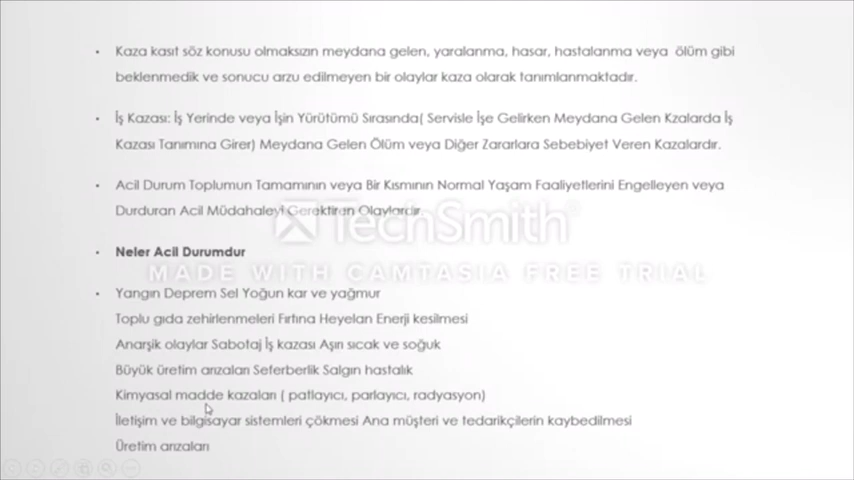 • Kaza kasıt söz konusu olmaksızın meydana gelen, yaralanma, hasar, hastalanma veya ölüm gibi
beklenmedik ve sonucu arzu edilmeyen bir olaylar kaza olarak tanımlanmaktadır.
• İş Kazası: İş Yerinde veya İşin Yürütümü Sırasında( Servisle İşe Gelirken Meydana Gelen Kzalarda İş
Kazası Tanımına Girer) Meydana Gelen Ölüm veya Diğer Zararlara Sebebiyet Veren Kazalardır.
• Acil Durum Toplumun Tamamının veya Bir Kısmının Normal Yaşam Faaliyetlerini Engelleyen veya
Durduran Acil Müdahaleyi Gerektiren Olaylardır.
TechSmith
• Neler Acil Durumdur
MADE WITH CAMTASIA FREE TRIAL
• Yangın Deprem Sel Yoğun kar ve yağmur
Toplu gıda zehirlenmeleri Fırtına Heyelan Enerji kesilmesi
Anarşik olaylar Sabotaj İş kazası Aşırı sıcak ve soğuk
Büyük üretim arızaları Seferberlik Salgın hastalık
Kimyasal madde kazaları ( patlayıcı, parlayıcı, radyasyon)
İletişim ve bilgisayar sistemleri çökmesi Ana müşteri ve tedarikçilerin kaybedilmesi
Üretim arızaları